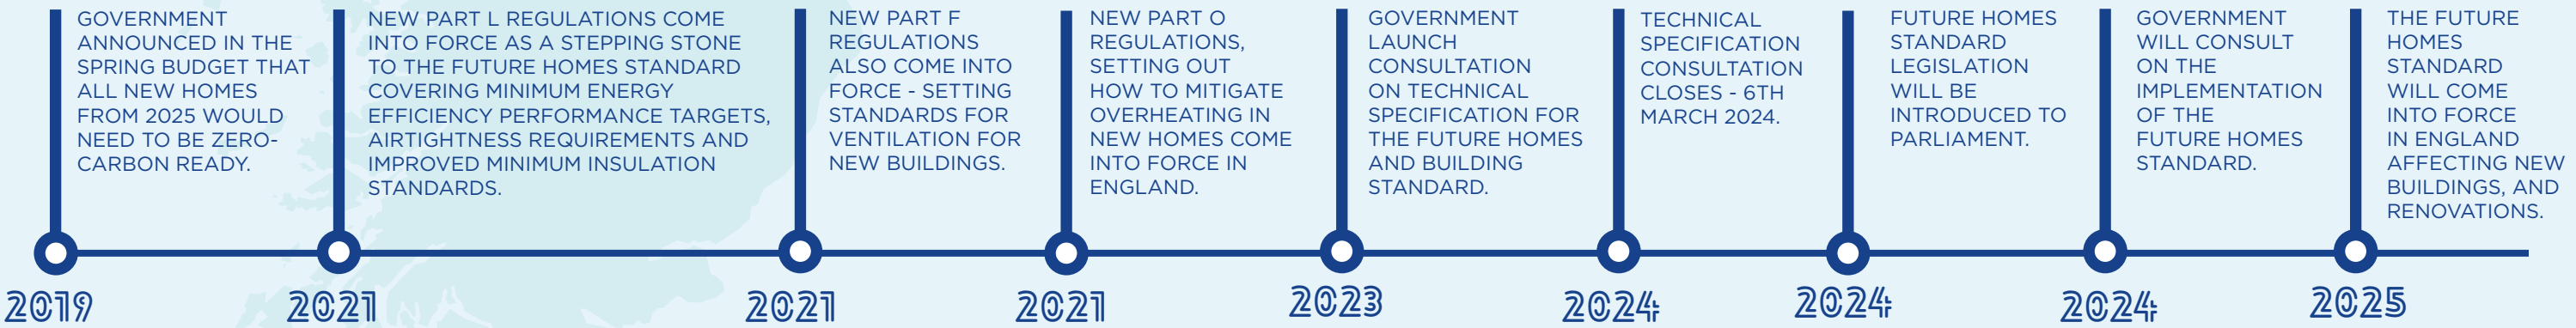 GOVERNMENT
ANNOUNCED IN THE
SPRING BUDGET THAT
ALL NEW HOMES
FROM 2025 WOULD
NEED TO BE ZERO-
CARBON READY.
2019
NEW PART L REGULATIONS COME
INTO FORCE AS A STEPPING STONE
TO THE FUTURE HOMES STANDARD
COVERING MINIMUM ENERGY
EFFICIENCY PERFORMANCE TARGETS,
AIRTIGHTNESS REQUIREMENTS AND
IMPROVED MINIMUM INSULATION
STANDARDS.
2021
NEW PART F
REGULATIONS
ALSO COME INTO
FORCE - SETTING
STANDARDS FOR
VENTILATION FOR
NEW BUILDINGS.
2021
NEW PART O
REGULATIONS,
SETTING OUT
HOW TO MITIGATE
OVERHEATING IN
NEW HOMES COME
INTO FORCE IN
ENGLAND.
2021
GOVERNMENT
LAUNCH
CONSULTATION
ON TECHNICAL
SPECIFICATION FOR
THE FUTURE HOMES
AND BUILDING
STANDARD.
2023
TECHNICAL
SPECIFICATION
CONSULTATION
CLOSES - 6TH
MARCH 2024.
2024
FUTURE HOMES
STANDARD
LEGISLATION
WILL BE
INTRODUCED TO
PARLIAMENT.
2024
GOVERNMENT
WILL CONSULT
ON THE
IMPLEMENTATION
OF THE
FUTURE HOMES
STANDARD.
2024
THE FUTURE
HOMES
STANDARD
WILL COME
INTO FORCE
IN ENGLAND
AFFECTING NEW
BUILDINGS, AND
RENOVATIONS.
2025